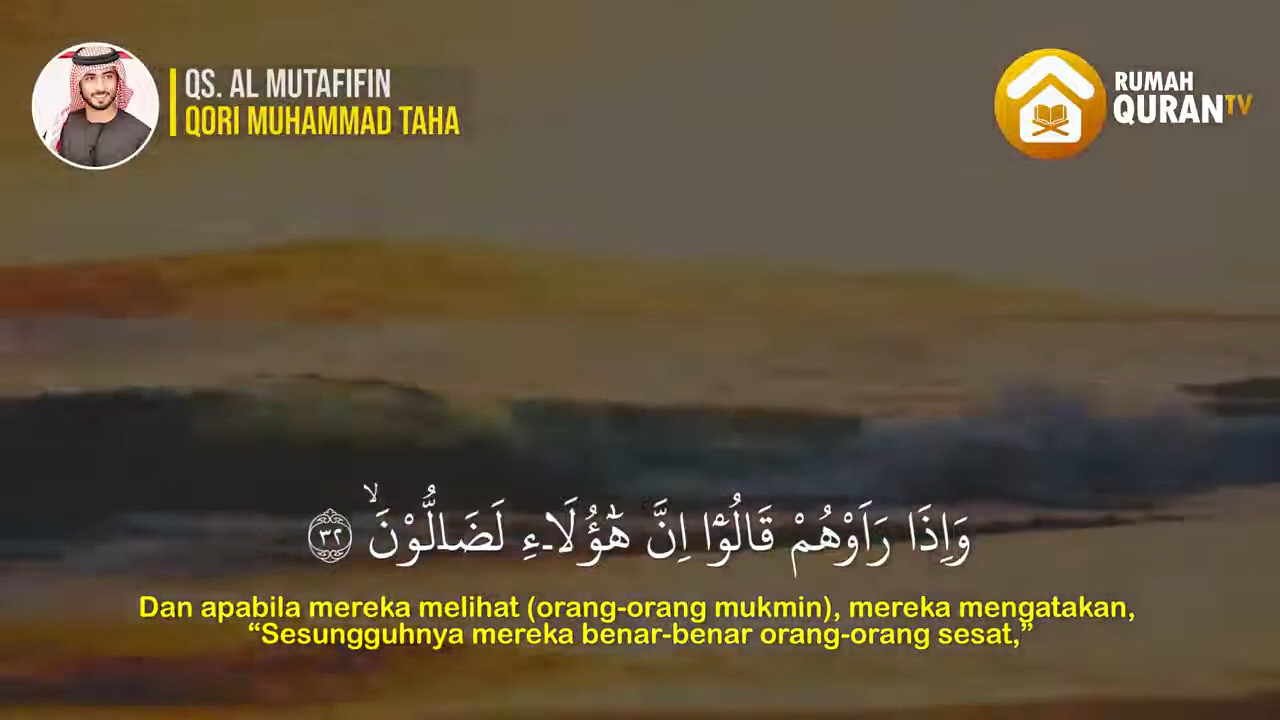 QS. AL MUTAFIFIN
QORI MUHAMMAD TAHA
RUMAH
QURANTV
وَاِذَا رَاَوْهُمْ قَالُوْٓا اِنَّ هٰٓؤُلَاۤءِ لَضَاۤلُّوْنَۙ ۝٣٢
Dan apabila mereka melihat (orang-orang mukmin), mereka mengatakan,
“Sesungguhnya mereka benar-benar orang-orang sesat,”